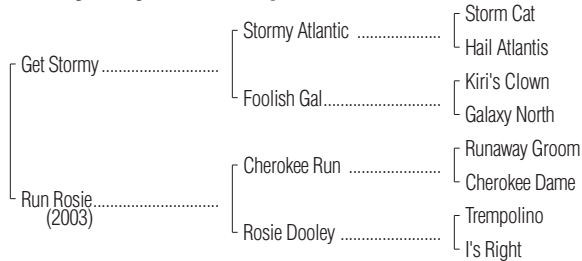 Storm Cat
Stormy Atlantic ....................
Hail Atlantis
Get Stormy ............................
Kiri's Clown
Foolish Gal............................
Galaxy North
Runaway Groom
Cherokee Run ......................
Cherokee Dame
Run Rosie..............................
(2003)
Trempolino
Rosie Dooley ........................
I's Right